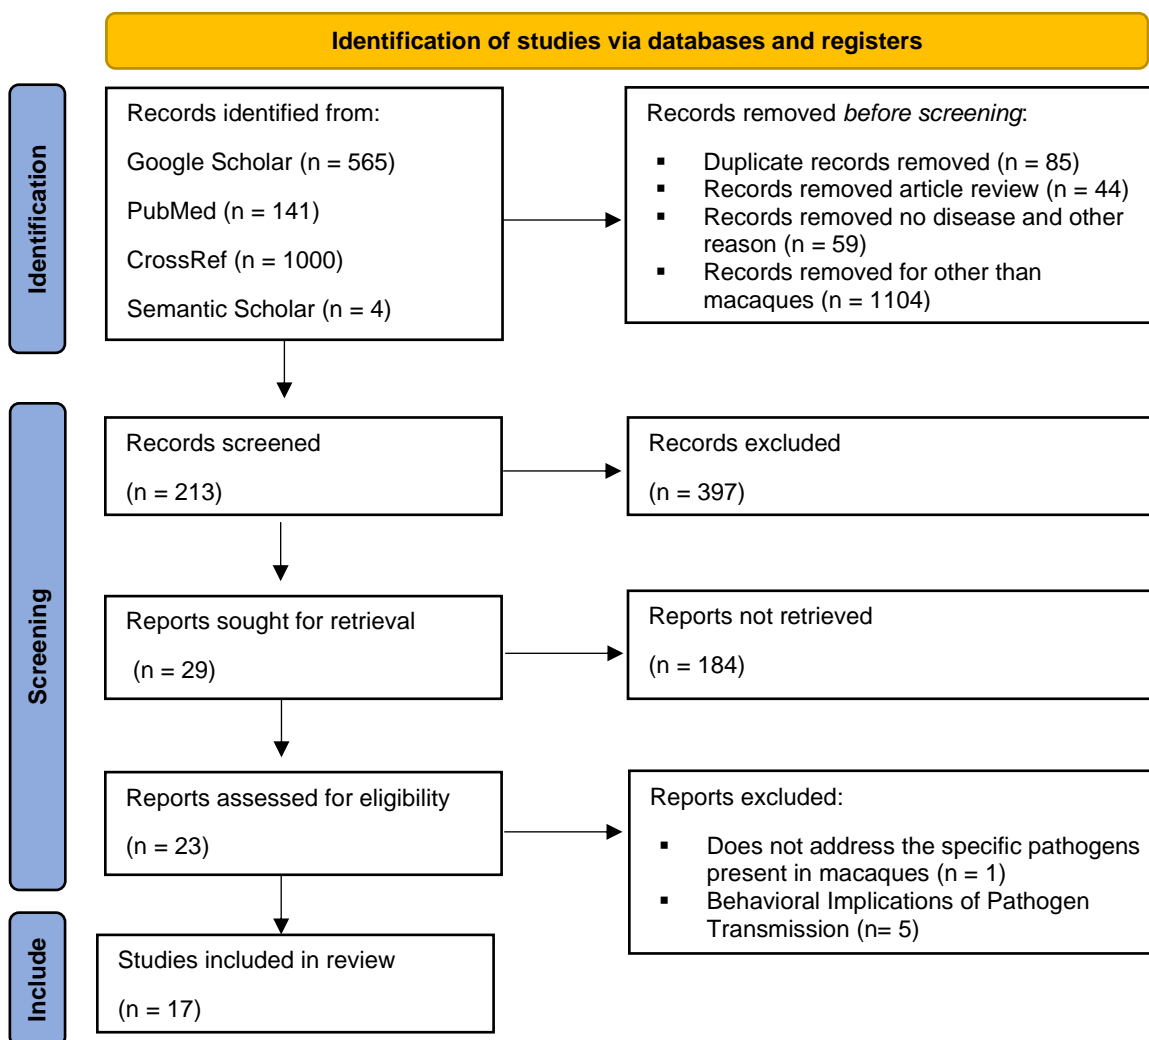 Identification of studies via databases and registers
Identification
Records identified from:
Google Scholar (n = 565)
PubMed (n = 141)
CrossRef (n = 1000)
Semantic Scholar (n = 4)
Records removed before screening:
▪ Duplicate records removed (n = 85)
▪ Records removed article review (n = 44)
▪ Records removed no disease and other
reason (n = 59)
▪ Records removed for other than
macaques (n = 1104)
Screening
Records screened
(n = 213)
Records excluded
(n = 397)
Reports sought for retrieval
(n = 29)
Reports not retrieved
(n = 184)
Reports assessed for eligibility
(n = 23)
Reports excluded:
▪ Does not address the specific pathogens
present in macaques (n = 1)
▪ Behavioral Implications of Pathogen
Transmission (n= 5)
Include
Studies included in review
(n = 17)